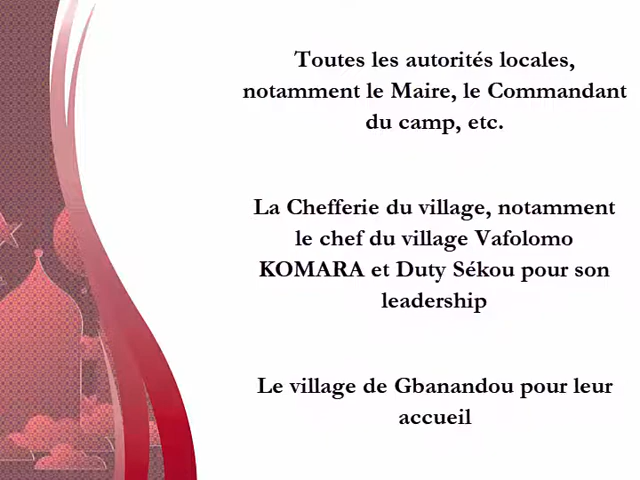 Toutes les autorités locales,
notamment le Maire, le Commandant
du camp, etc.
La Chefferie du village, notamment
le chef du village Vafolomo
KOMARA et Duty Sékou pour son
leadership
Le village de Gbanandou pour leur
accueil